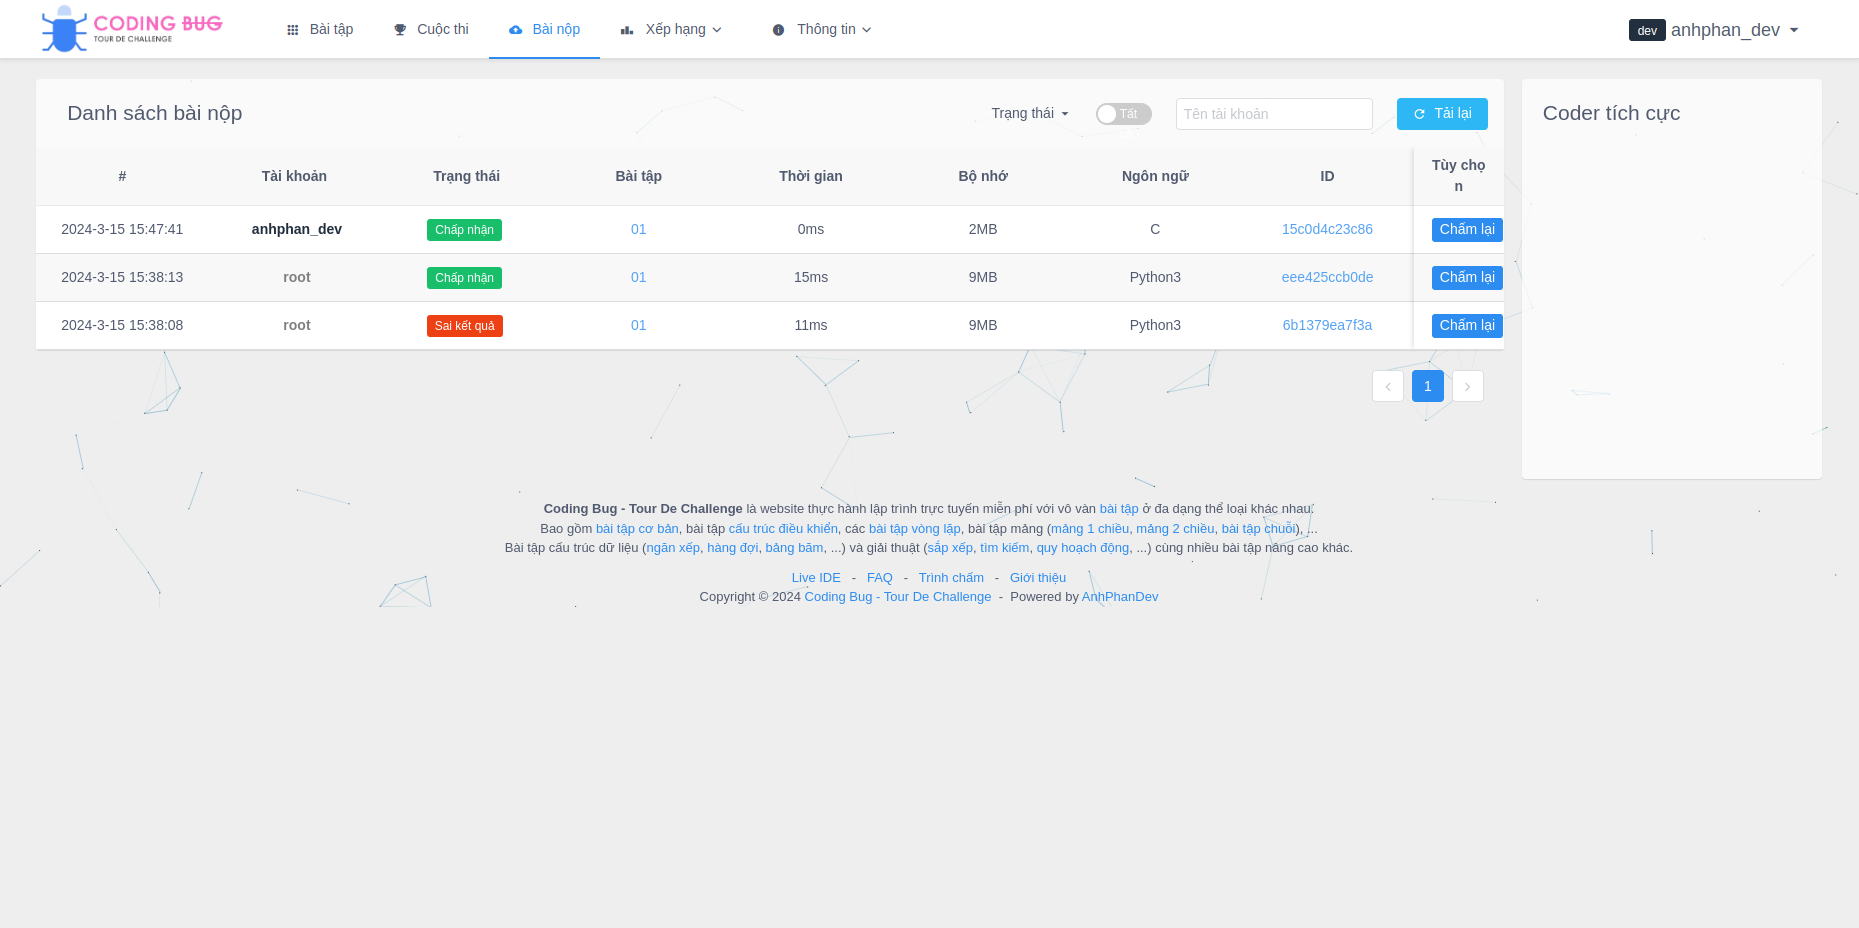 CODING BUG
TOUR DE CHALLENGE
Bài tập
Cuộc thi
Bài nộp
Xếp hạng
Thông tin
dev anhphan_dev
Danh sách bài nộp
Trạng thái
Tất
Tên tài khoản
Tải lại
Coder tích cực
# Tài khoản Trạng thái Bài tập Thời gian Bộ nhớ Ngôn ngữ ID Tùy chọ
n
2024-3-15 15:47:41 anhphan_dev Chấp nhận 01 0ms 2MB C 15c0d4c23c86 Chấm lại
2024-3-15 15:38:13 root Chấp nhận 01 15ms 9MB Python3 eee425ccb0de Chấm lại
2024-3-15 15:38:08 root Sai kết quả 01 11ms 9MB Python3 6b1379ea7f3a Chấm lại
1
Coding Bug - Tour De Challenge là website thực hành lập trình trực tuyến miễn phí với vô vàn bài tập ở đa dạng thể loại khác nhau.
Bao gồm bài tập cơ bản, bài tập cấu trúc điều khiển, các bài tập vòng lặp, bài tập mảng (mảng 1 chiều, mảng 2 chiều, bài tập chuỗi), ...
Bài tập cấu trúc dữ liệu (ngăn xếp, hàng đợi, bảng băm, ...) và giải thuật (sắp xếp, tìm kiếm, quy hoạch động, ...) cùng nhiều bài tập nâng cao khác.
Live IDE - FAQ - Trình chấm - Giới thiệu
Copyright © 2024 Coding Bug - Tour De Challenge - Powered by AnhPhanDev